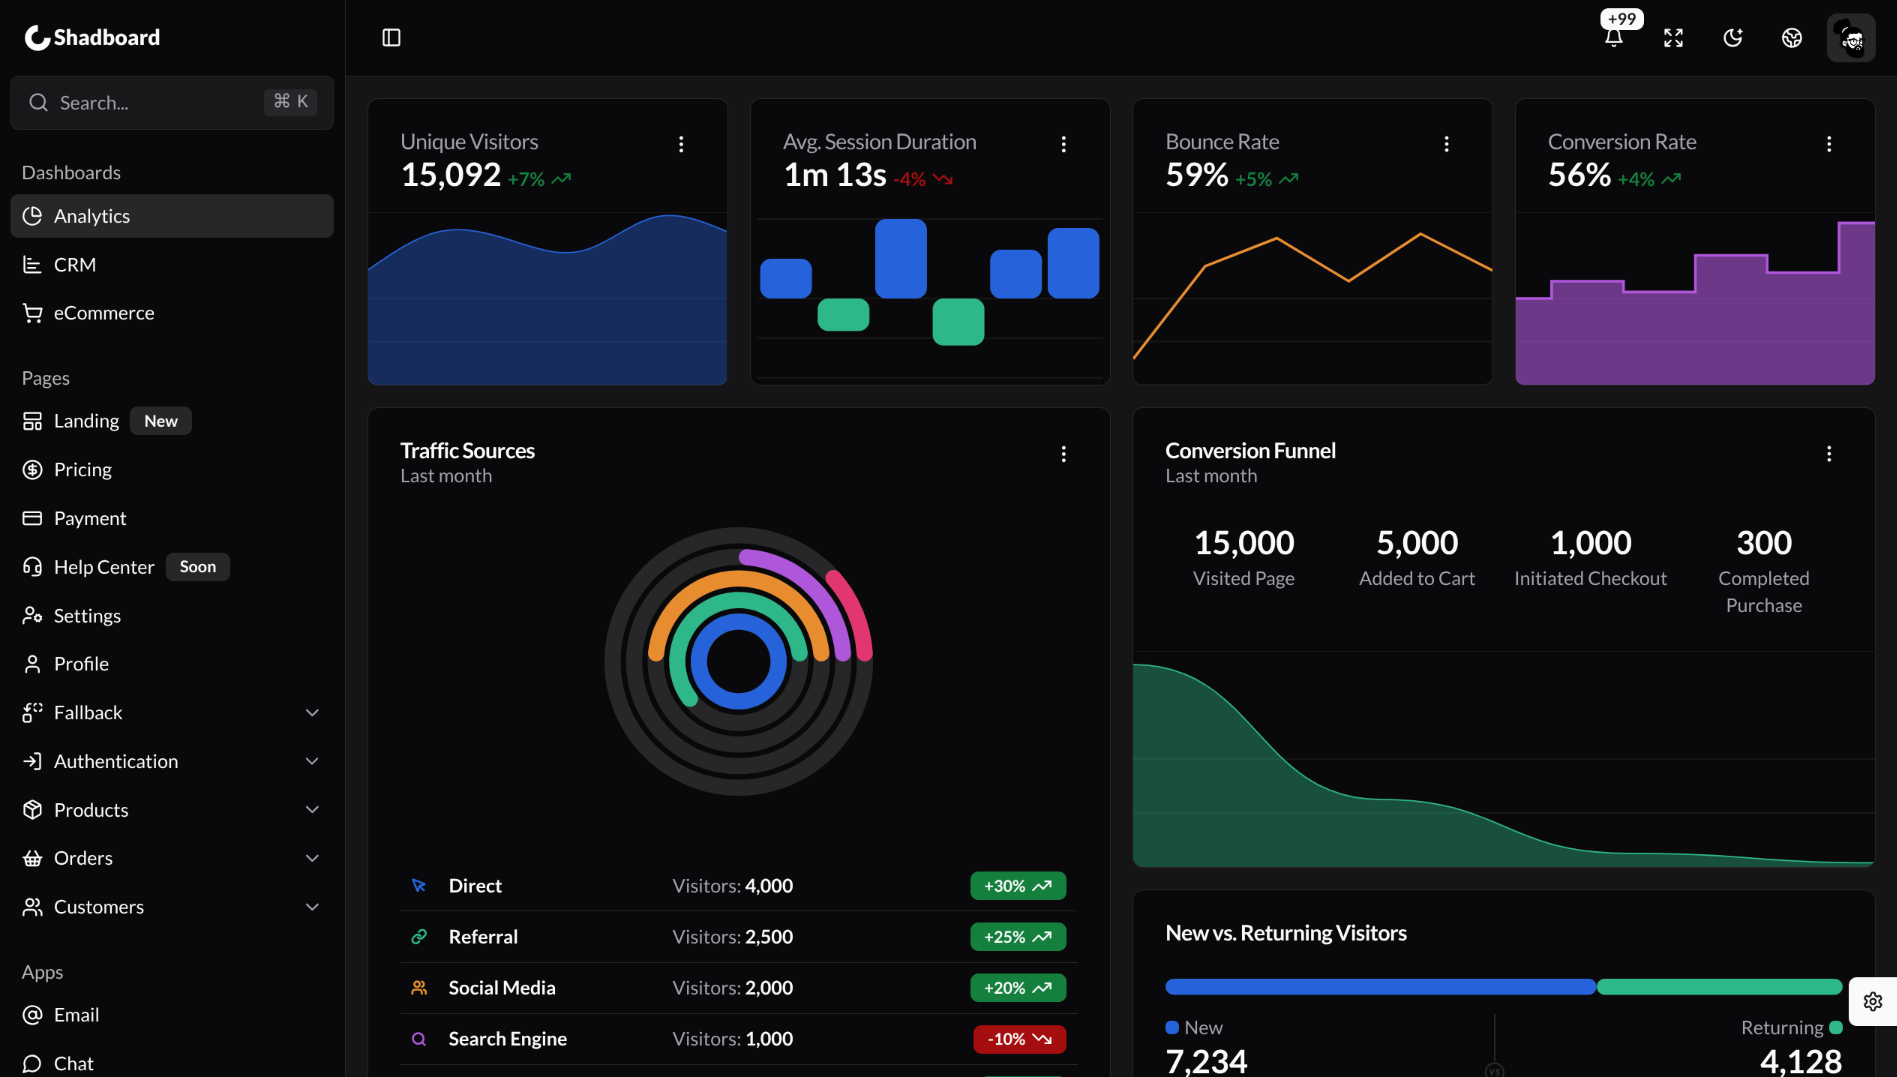 Shadboard
+99
Search...
⌘ K
Dashboards
Analytics
CRM
eCommerce
Pages
Landing New
Pricing
Payment
Help Center Soon
Settings
Profile
Fallback
Authentication
Products
Orders
Customers
Apps
Email
Chat
Unique Visitors
15,092 +7%
Avg. Session Duration
1m 13s -4%
Bounce Rate
59% +5%
Conversion Rate
56% +4%
Traffic Sources
Last month
Direct Visitors: 4,000 +30%
Referral Visitors: 2,500 +25%
Social Media Visitors: 2,000 +20%
Search Engine Visitors: 1,000 -10%
Conversion Funnel
Last month
15,000 5,000 1,000 300
Visited Page Added to Cart Initiated Checkout Completed
Purchase
New vs. Returning Visitors
New Returning
7,234 4,128
VS